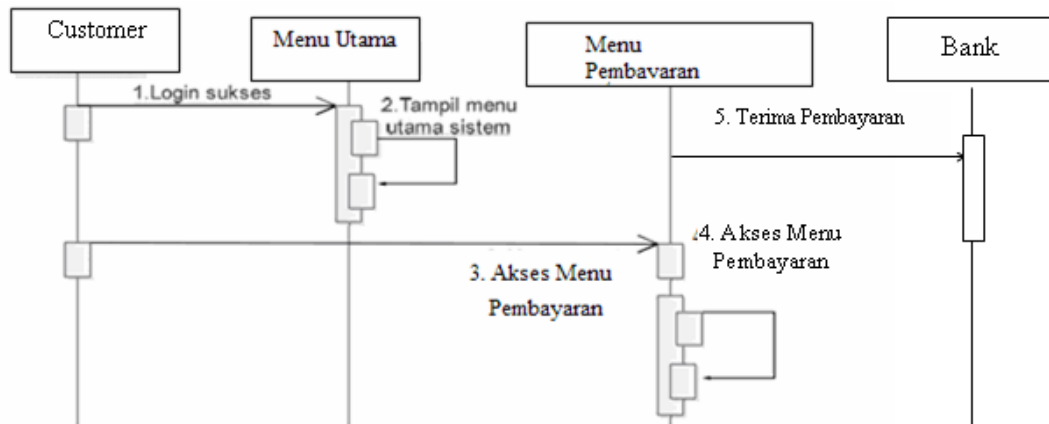 Customer
Menu Utama
Menu
Pembayaran
Bank
1.Login sukses
2.Tampil menu
utama sistem
5. Terima Pembayaran
3. Akses Menu
Pembayaran
4. Akses Menu
Pembayaran